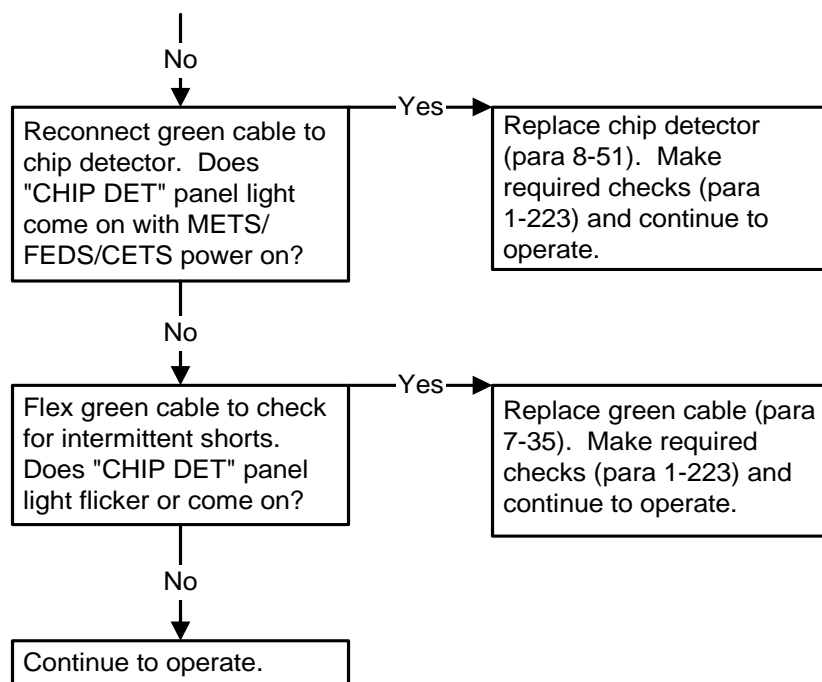 No
Reconnect green cable to
chip detector.  Does
"CHIP DET" panel light
come on with METS/
FEDS/CETS power on?
Yes
Replace chip detector
(para 8-51).  Make
required checks (para
1-223) and continue to
operate.
No
Flex green cable to check
for intermittent shorts.
Does "CHIP DET" panel
light flicker or come on?
Yes
Replace green cable (para
7-35).  Make required
checks (para 1-223) and
continue to operate.
No
Continue to operate.